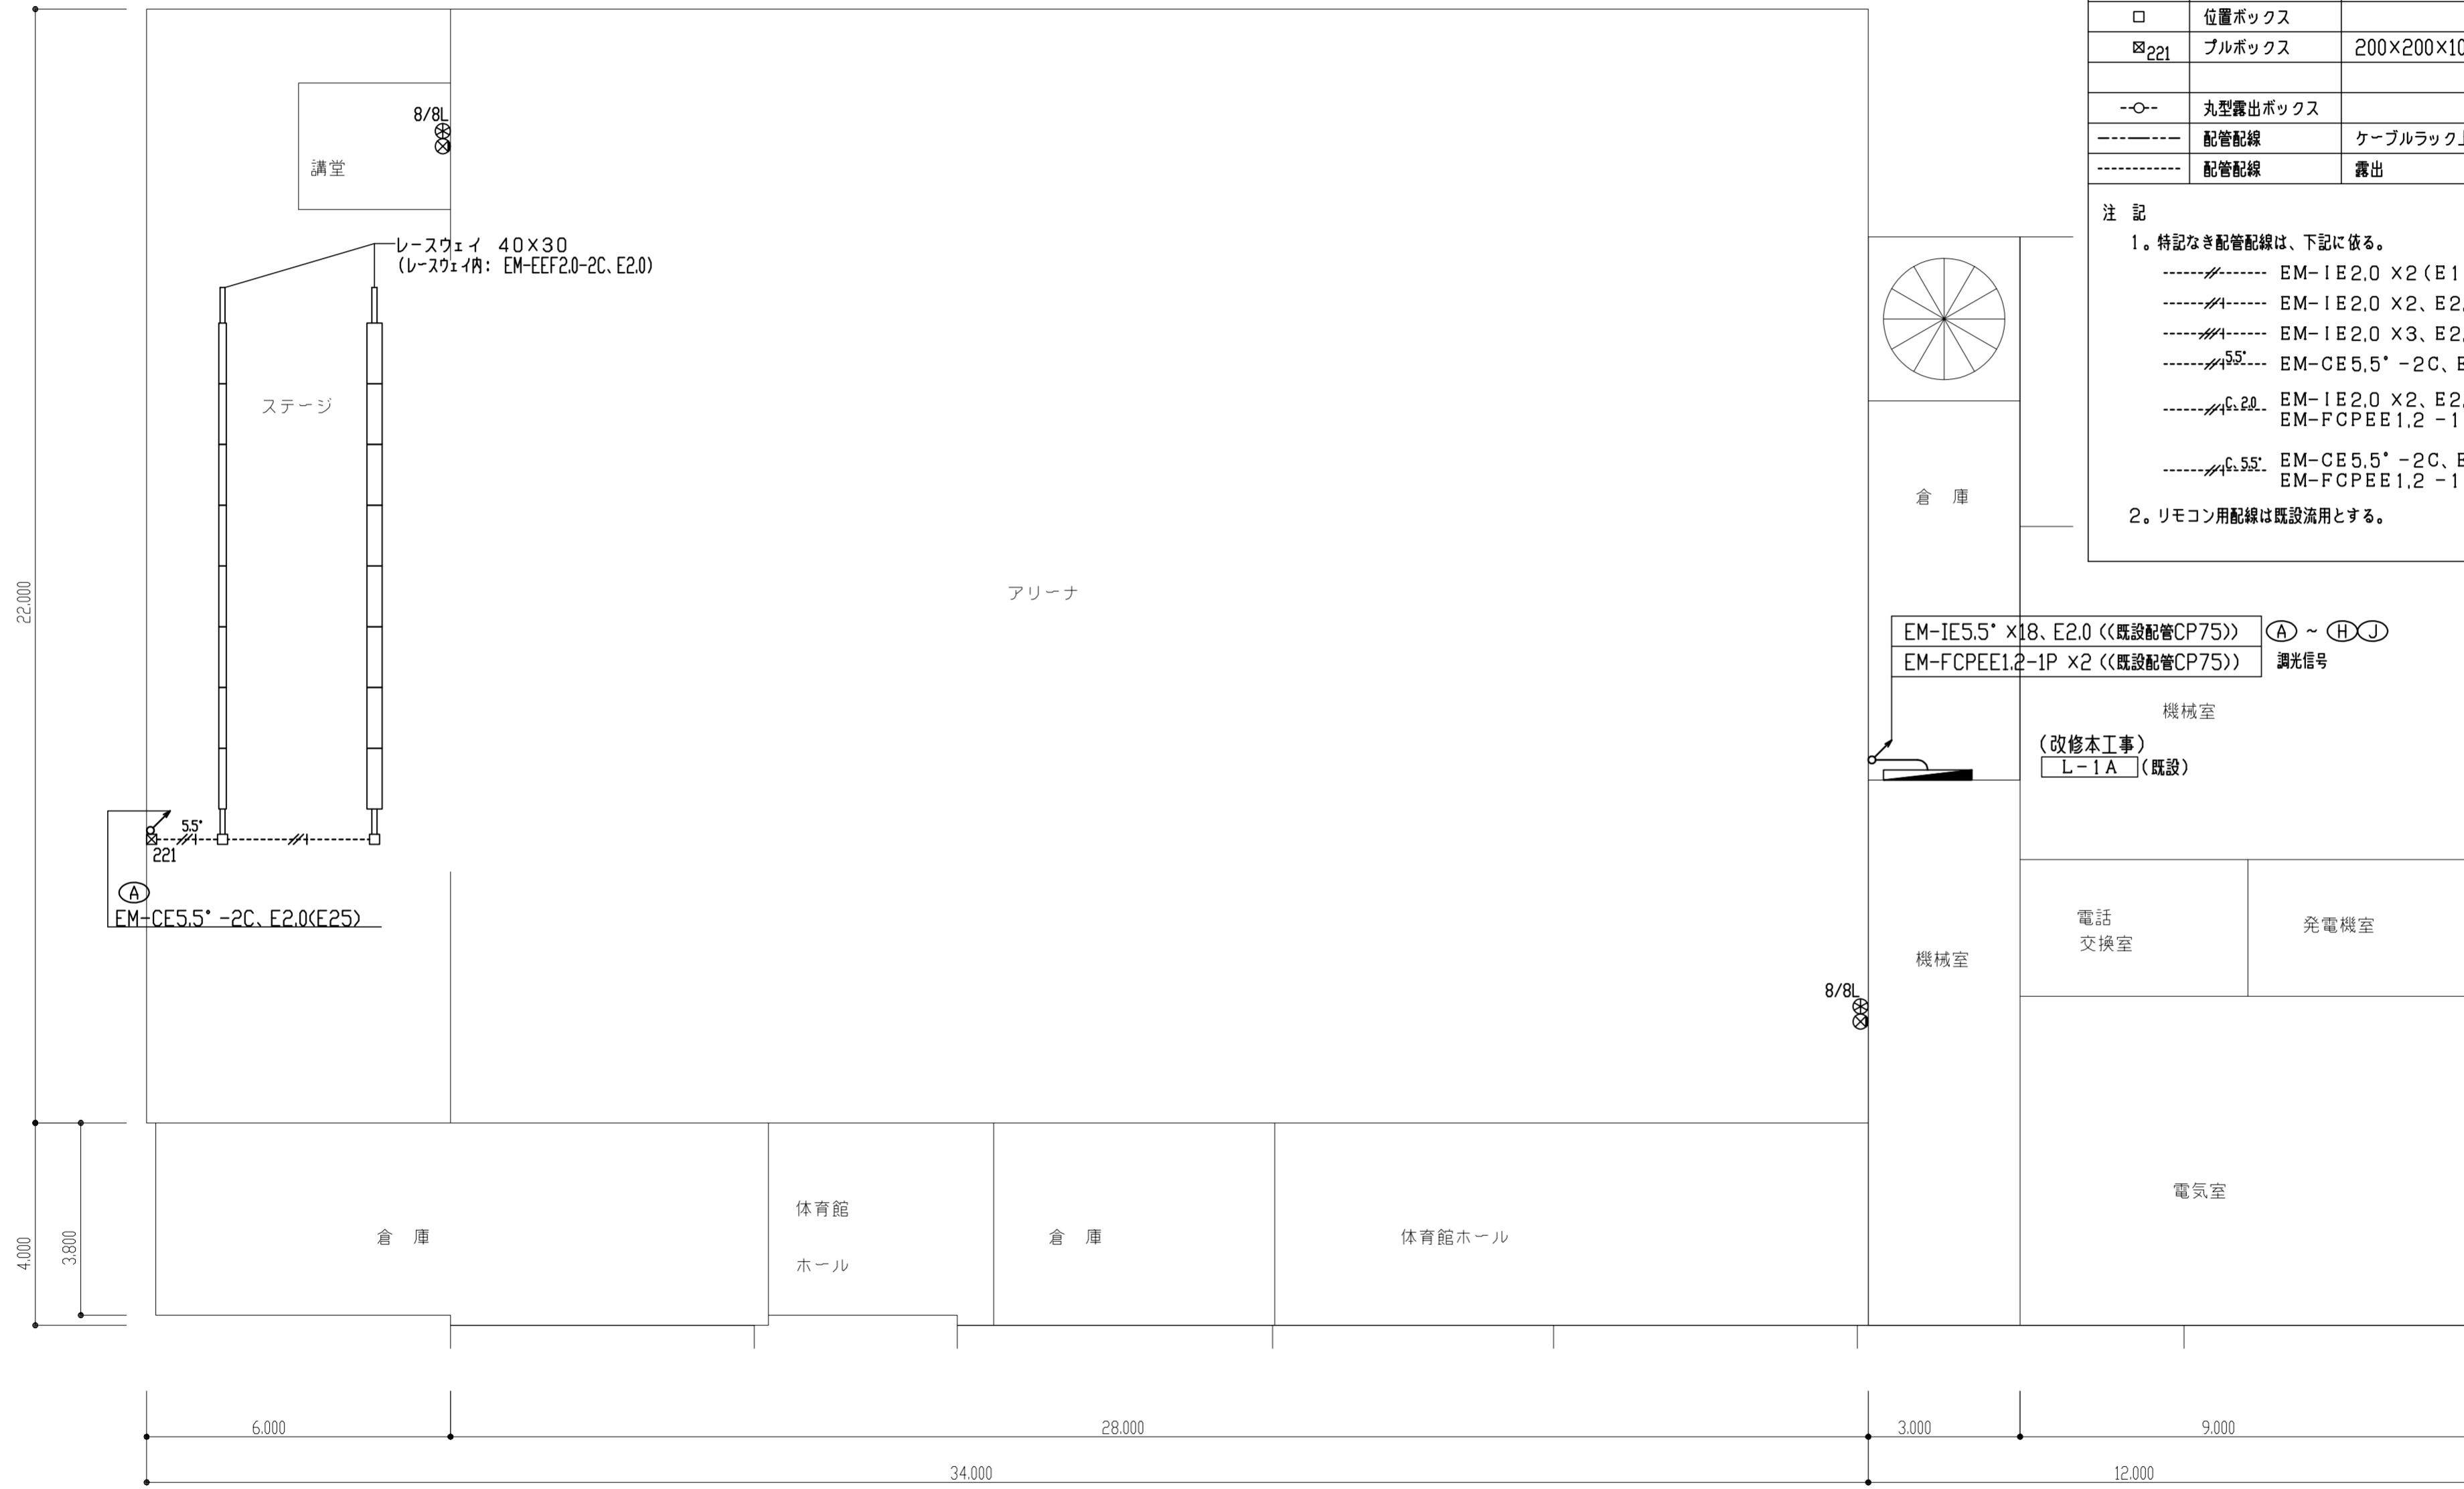 位置ボックス
221 プルボックス 200×200×10
丸型露出ボックス
配管配線 ケーブルラック上
配管配線 露出
注 記
1。特記なき配管配線は、下記に依る。
EM-IE2.0 ×2(E1
EM-IE2.0 ×2、E2.
EM-IE2.0 ×3、E2.
5.5° EM-CE5.5°-2C、E
C、2.0 EM-IE2.0 ×2、E2.
EM-FCPEE1.2 -1
C、5.5° EM-CE5.5°-2C、E
EM-FCPEE1.2 -1
2。リモコン用配線は既設流用とする。
8/8L
講堂
レースウェイ 40×30
(レースウェイ内: EM-EEF2.0-2C、E2.0)
ステージ
アリーナ
倉 庫
22.000
EM-IE5.5° ×18、E2.0 ((既設配管CP75)) A ~ H J
EM-FCPEE1.2-1P ×2 ((既設配管CP75)) 調光信号
機械室
(改修本工事)
L-1A (既設)
5.5°
221
A
EM-CE5.5°-2C、E2.0(E25)
電話
交換室
発電機室
機械室
8/8L
電気室
倉 庫
体育館
ホール
倉 庫
体育館ホール
4.000
3.800
6.000
28.000
3.000
9.000
34.000
12.000